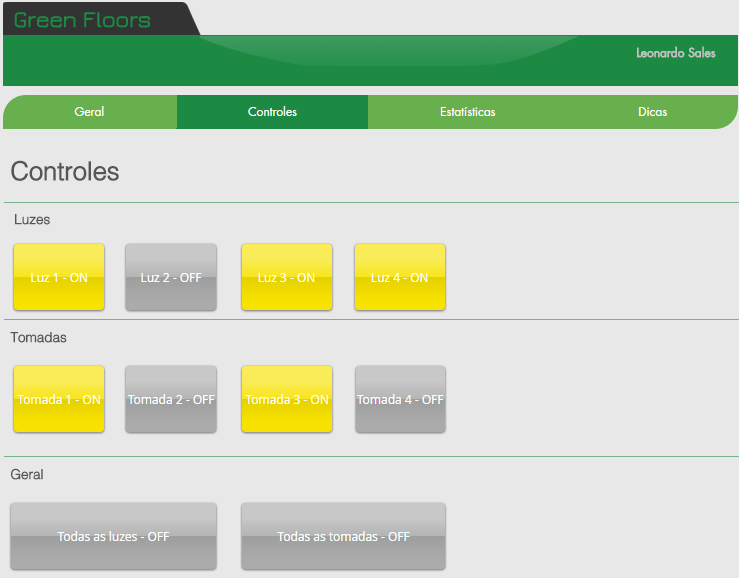 Green Floors
Leonardo Sales
Geral Controles Estatísticas Dicas
Controles
Luzes
Luz 1 - ON Luz 2 - OFF Luz 3 - ON Luz 4 - ON
Tomadas
Tomada 1 - ON Tomada 2 - OFF Tomada 3 - ON Tomada 4 - OFF
Geral
Todas as luzes - OFF Todas as tomadas - OFF